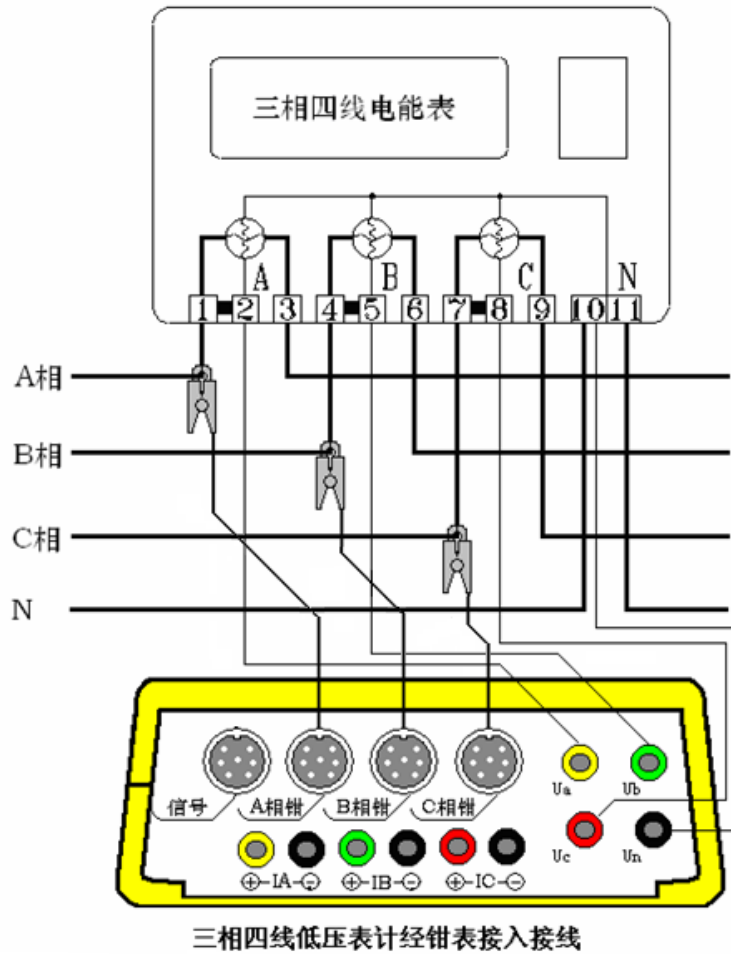 三相四线电能表
A B C N
1 2 3 4 5 6 7 8 9 10 11
A相
B相
C相
N
Ua Ub
信号 A相钳 B相钳 C相钳
Uc Un
+ IA - + IB - + IC -
三相四线低压表计经钳表接入接线